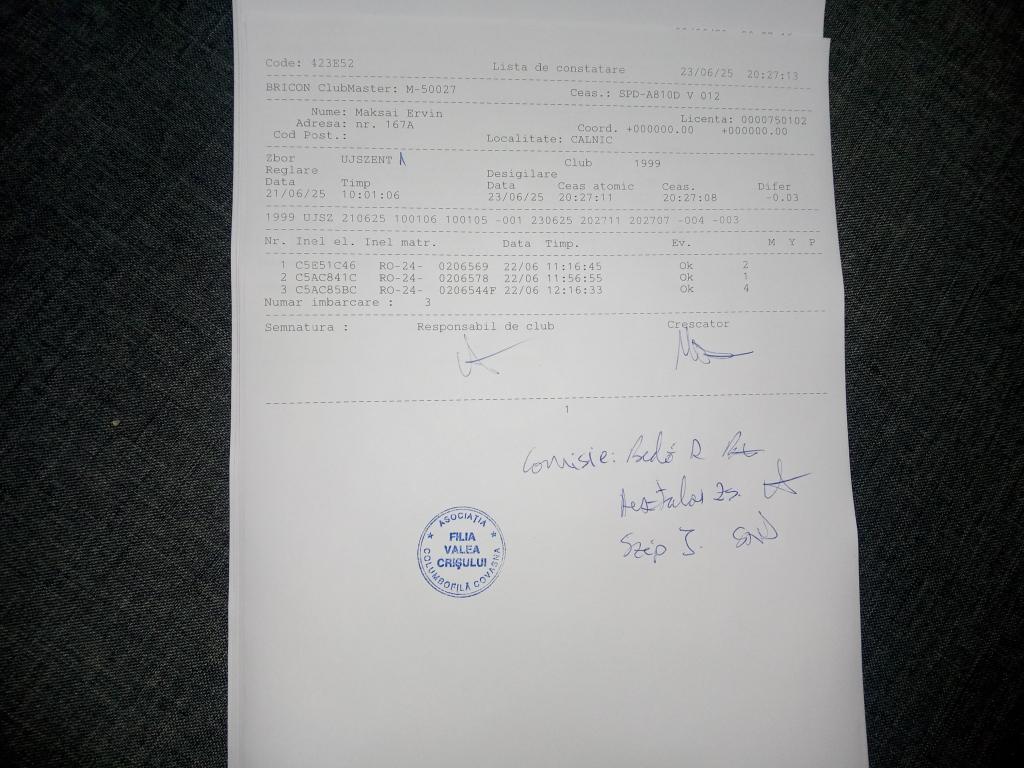 Code: 423E52 Lista de constatare 23/06/25 20:27:13
BRICON ClubMaster: M-50027 Ceas.: SPD-A810D V 012
Nume: Maksai Ervin Licenta: 0000750102
Adresa: nr. 167A Coord. +000000.00 +000000.00
Cod Post.: Localitate: CALNIC
Zbor UJSZENT A Club 1999
Reglare Desigilare
Data Timp Data Ceas atomic Ceas. Difer
21/06/25 10:01:06 23/06/25 20:27:11 20:27:08 -0.03
1999 UJSZ 210625 100106 100105 -001 230625 202711 202707 -004 -003
Nr. Inel el. Inel matr. Data Timp. Ev. M Y P
1 C5E51C46 RO-24- 0206569 22/06 11:16:45 Ok 2
2 C5AC841C RO-24- 0206578 22/06 11:56:55 Ok 1
3 C5AC85BC RO-24- 0206544F 22/06 12:16:33 Ok 4
Numar imbarcare : 3
Semnatura : Responsabil de club Crescator
1
Comisie: Bedő R
Zs.
Szép J.
ASOCIAȚIA
FILIA
VALEA
CRIȘULUI
COLUMBOFILĂ COVASNA